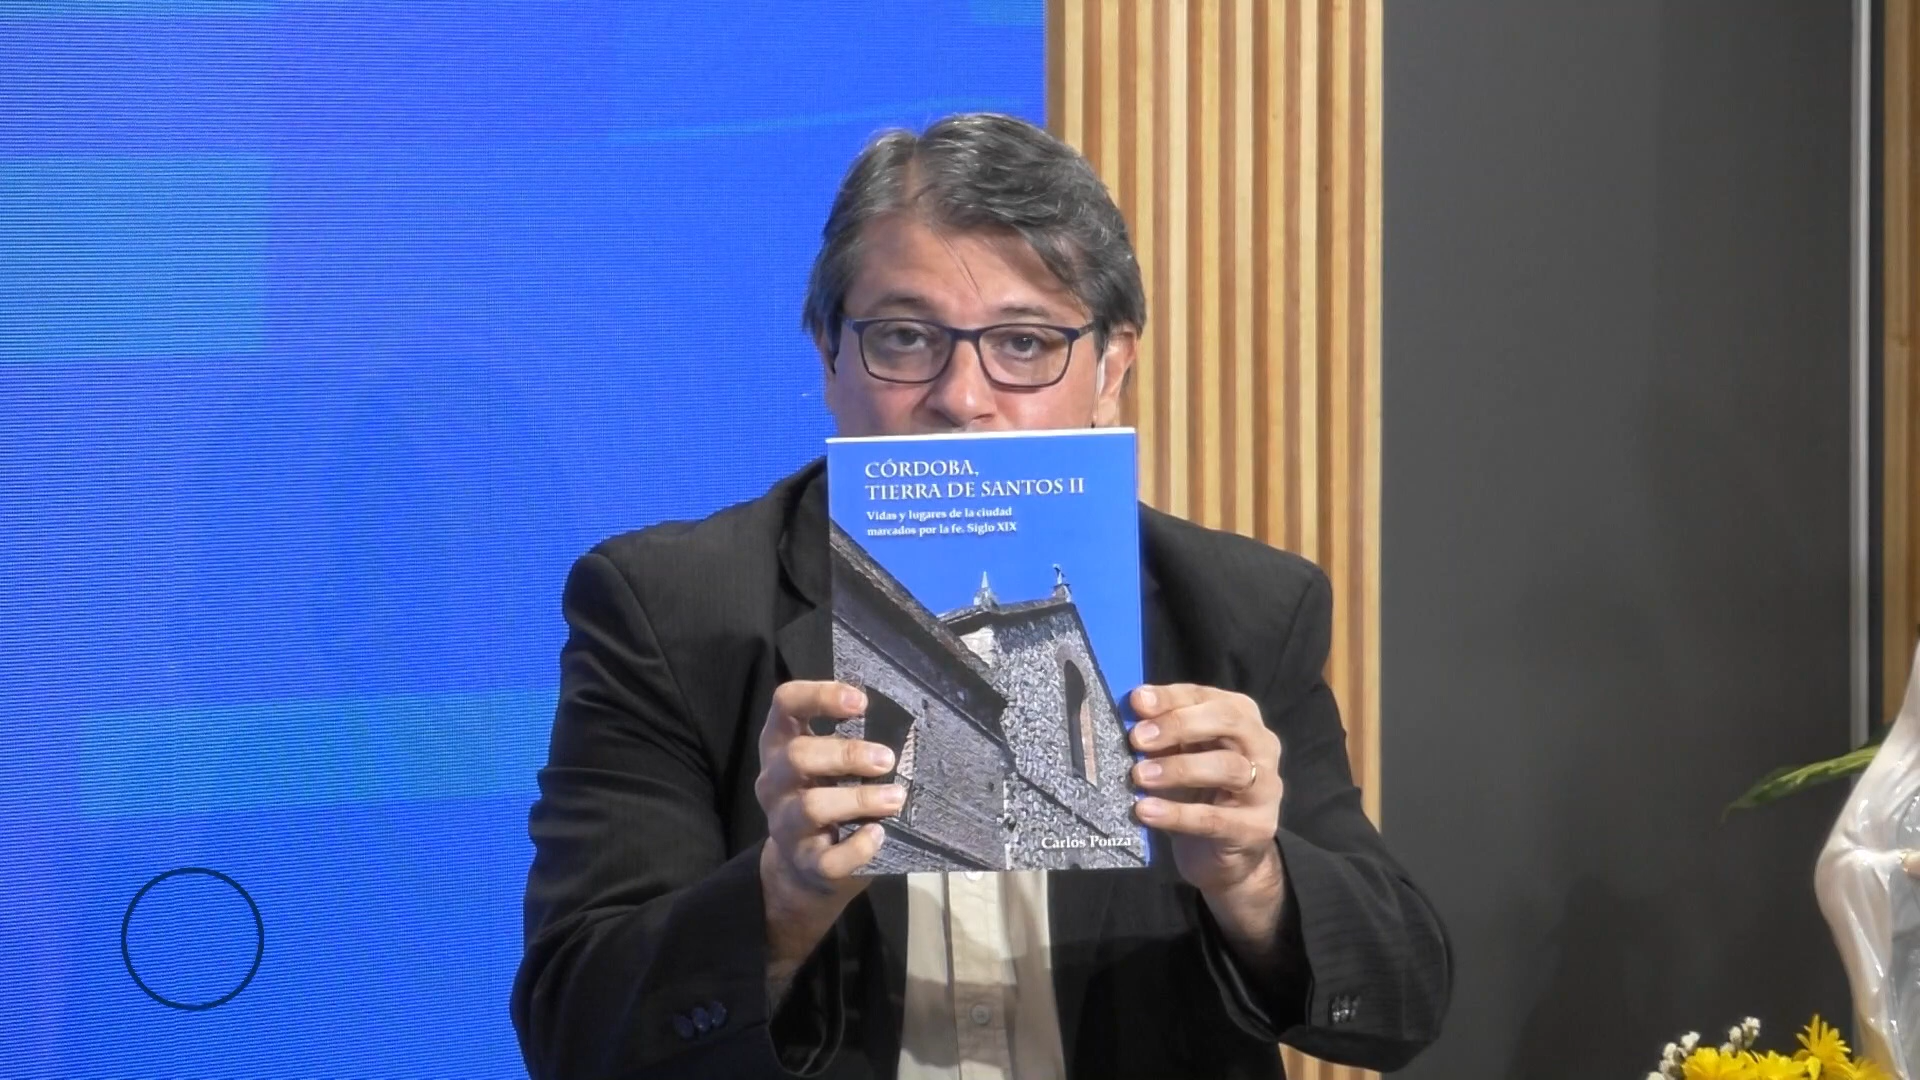 CÓRDOBA,
TIERRA DE SANTOS II
Vidas y lugares de la ciudad
marcados por la fe. Siglo XIX
Carlos Ponza